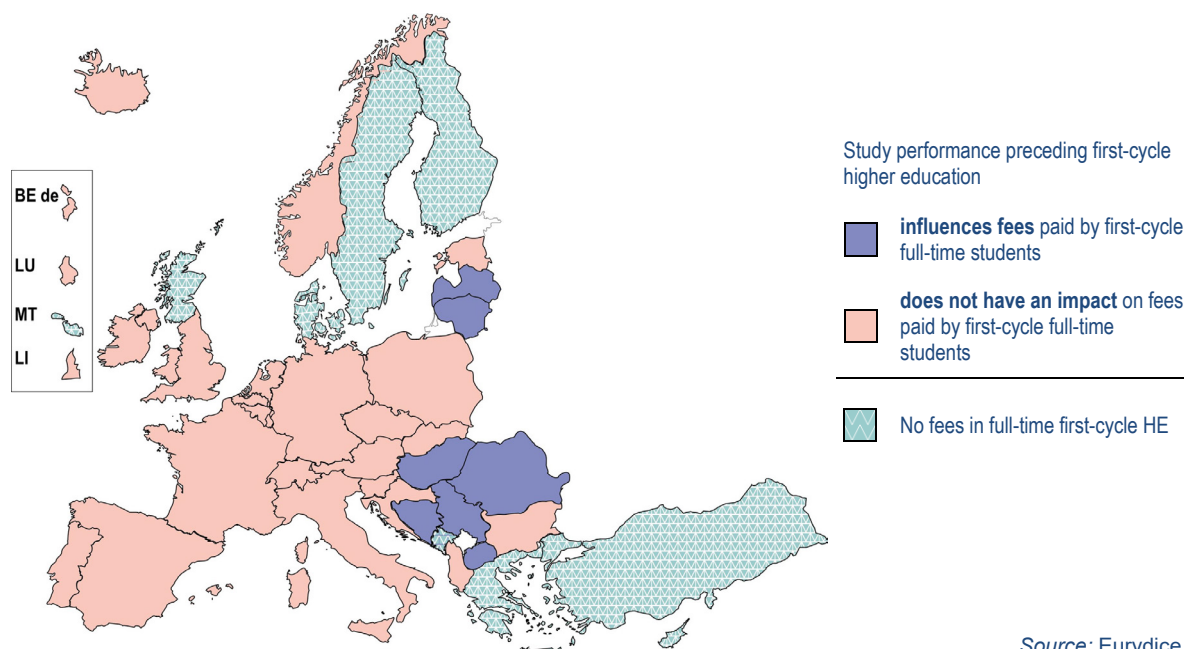 BE de
LU
MT
LI
Study performance preceding first-cycle
higher education
influences fees paid by first-cycle
full-time students
does not have an impact on fees
paid by first-cycle full-time
students
No fees in full-time first-cycle HE
Source: Eurydice